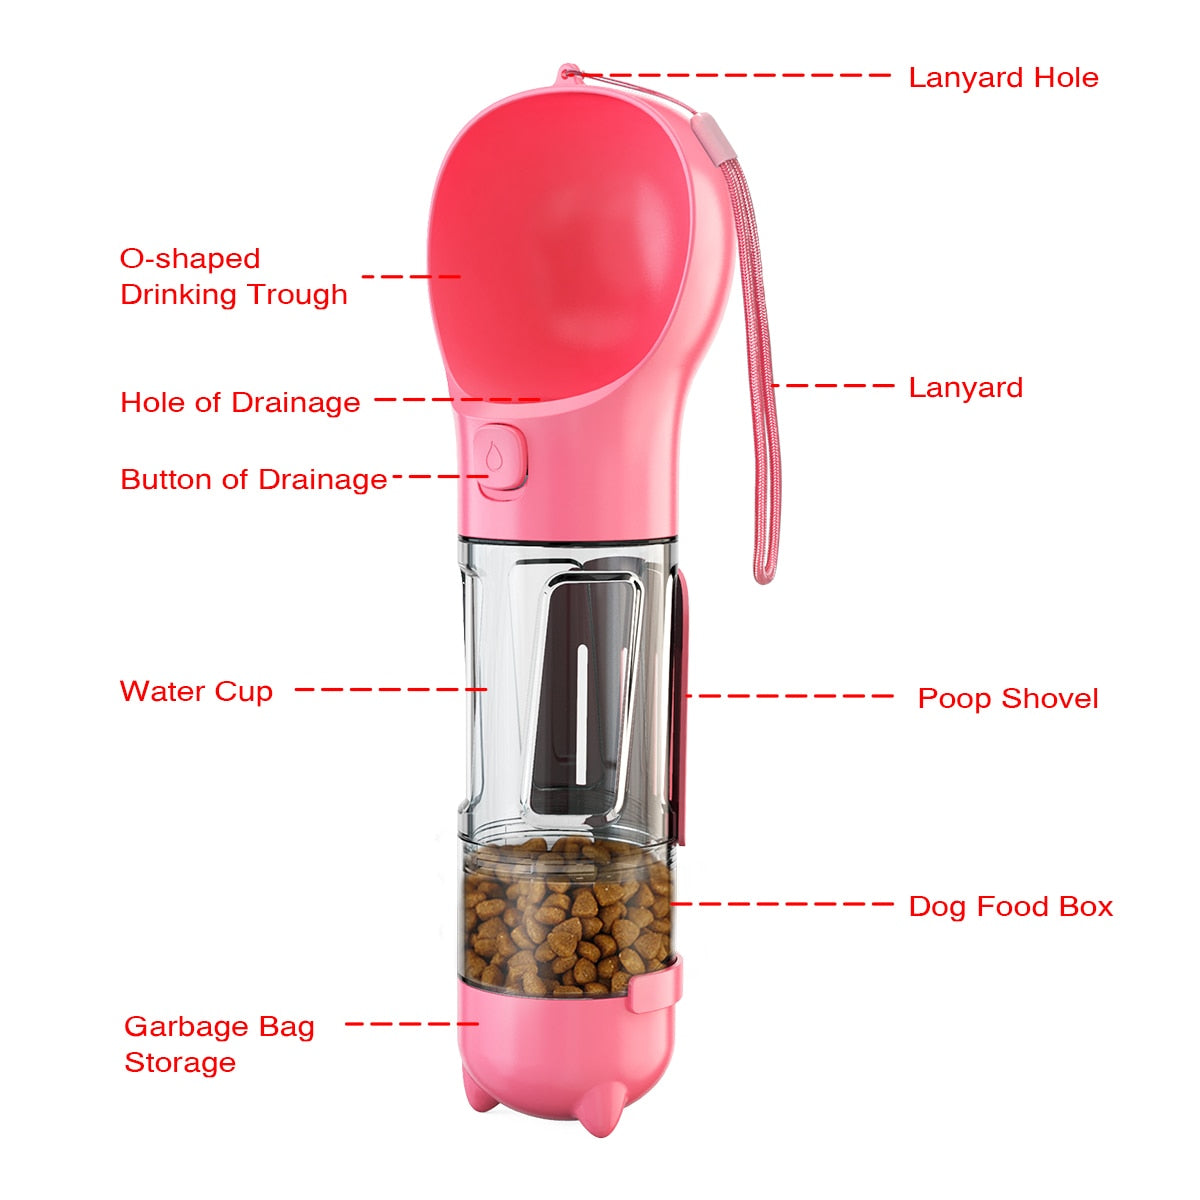 Lanyard Hole
O-shaped
Drinking Trough
Hole of Drainage
Lanyard
Button of Drainage
Water Cup
Poop Shovel
Dog Food Box
Garbage Bag
Storage